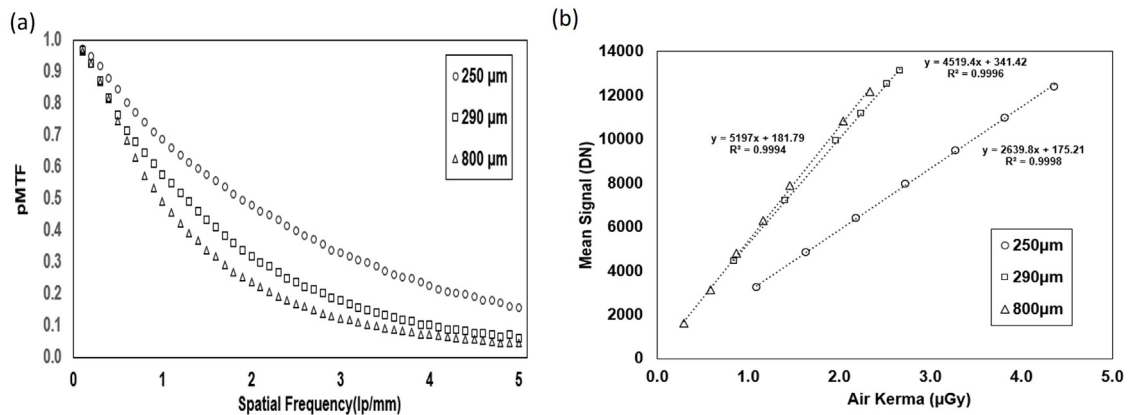 (a)
1.0
0.9
0.8
0.7
0.6
0.5
0.4
0.3
0.2
0.1
0.0
pMTF
250 μm
290 μm
800 μm
0 1 2 3 4 5
Spatial Frequency(lp/mm)
(b)
14000
12000
10000
8000
6000
4000
2000
0
Mean Signal (DN)
y = 4519.4x + 341.42
R² = 0.9996
y = 5197x + 181.79
R² = 0.9994
y = 2639.8x + 175.21
R² = 0.9998
250μm
290μm
800μm
0.0 1.0 2.0 3.0 4.0 5.0
Air Kerma (μGy)